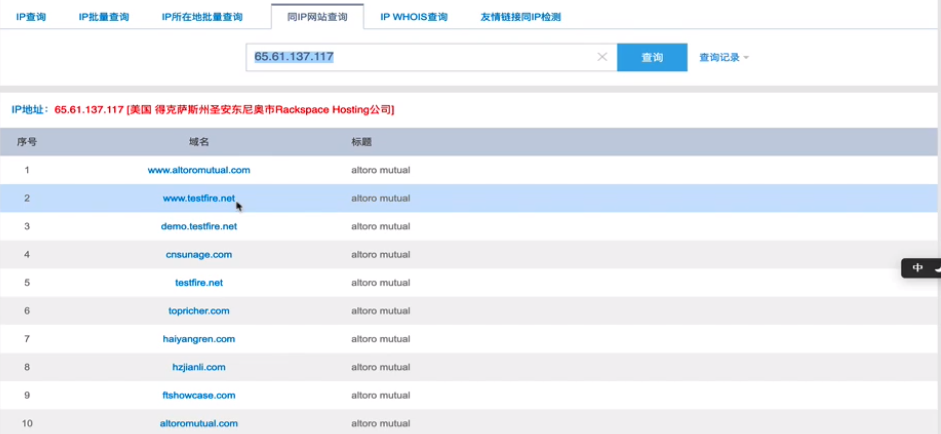 IP查询 IP批量查询 IP所在地批量查询 同IP网站查询 IP WHOIS查询 友情链接同IP检测
65.61.137.117 查询 查询记录
IP地址: 65.61.137.117 [美国 得克萨斯州圣安东尼奥市Rackspace Hosting公司]
序号 域名 标题
1 www.altoromutual.com altoro mutual
2 www.testfire.net altoro mutual
3 demo.testfire.net altoro mutual
4 cnsunage.com altoro mutual
5 testfire.net altoro mutual
6 topricher.com altoro mutual
7 haiyangren.com altoro mutual
8 hzjianli.com altoro mutual
9 ftshowcase.com altoro mutual
10 altoromutual.com altoro mutual
中